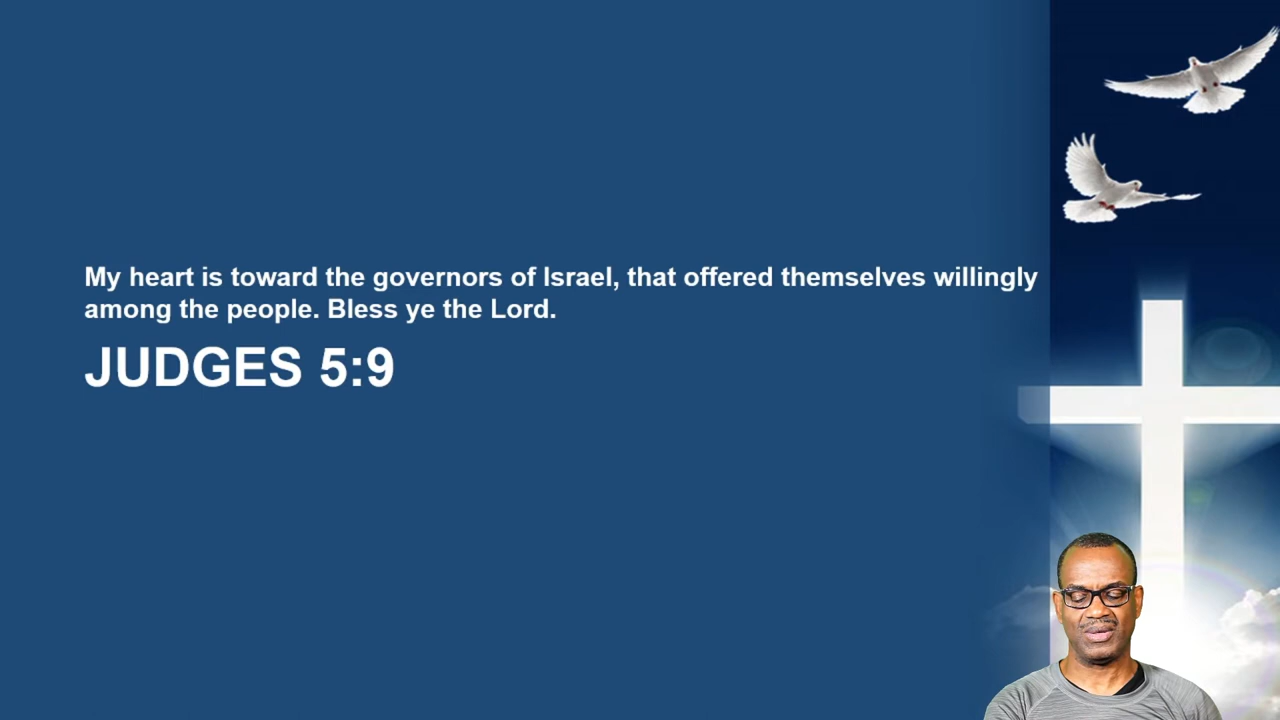 My heart is toward the governors of Israel, that offered themselves willingly
among the people. Bless ye the Lord.
JUDGES 5:9